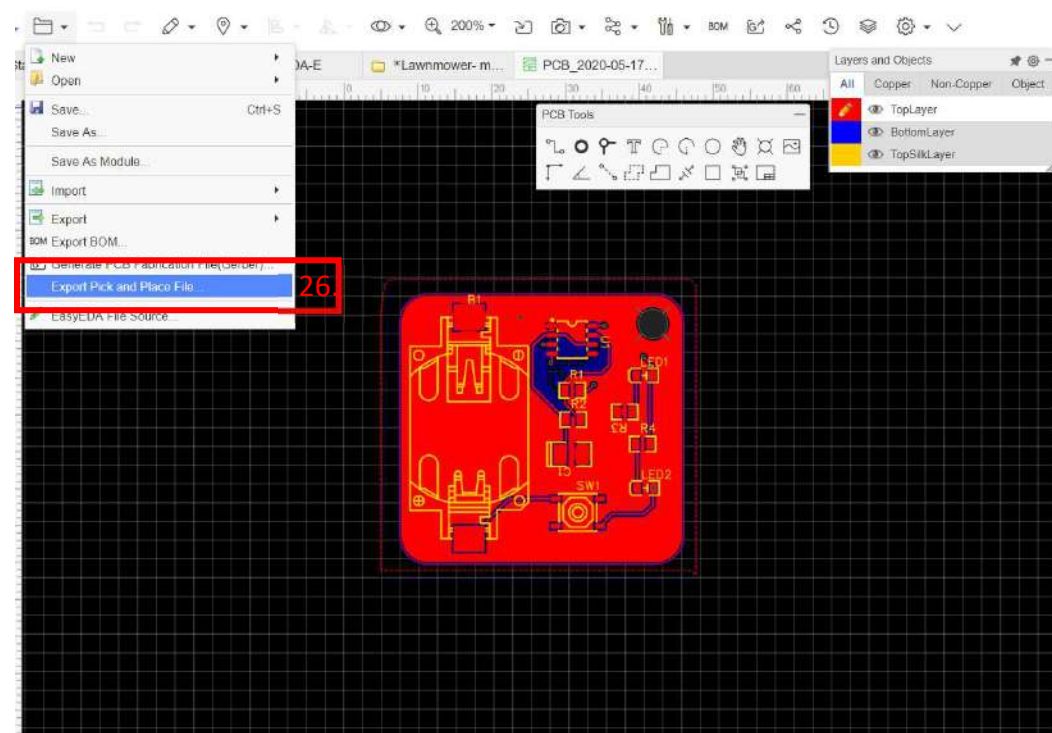 200%
BOM
DA-E
*Lawnmower- m...
PCB_2020-05-17...
New
Open
Save...
Ctrl+S
Save As...
Save As Module...
Import
Export
BOM Export BOM...
Generate PCB Fabrication File(Gerber)...
Export Pick and Place File...
26.
EasyEDA File Source...
Layers and Objects
All
Copper
Non-Copper
Object
TopLayer
BottomLayer
TopSilkLayer
PCB Tools
0
10
20
30
40
50
60
B1
LED1
R1
R2
R3
R4
C1
LED2
SW1